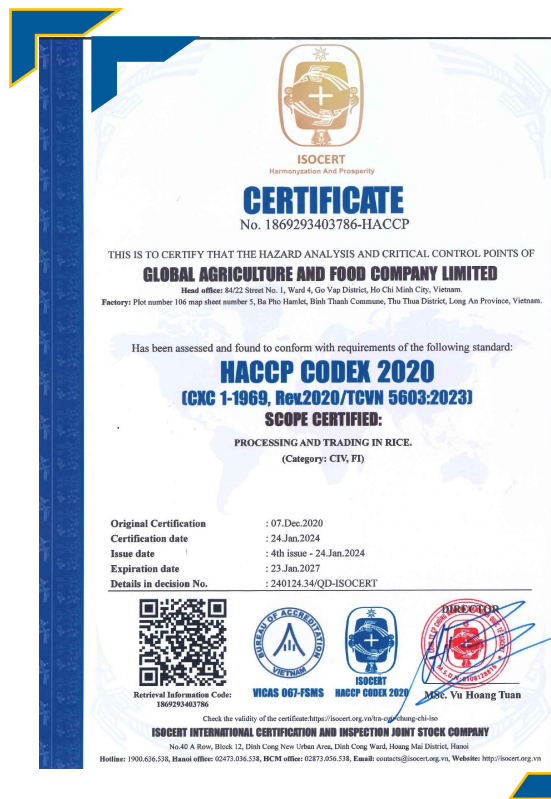 ISOCERT
Harmonyzation And Prosperity
CERTIFICATE
No. 1869293403786-HACCP
THIS IS TO CERTIFY THAT THE HAZARD ANALYSIS AND CRITICAL CONTROL POINTS OF
GLOBAL AGRICULTURE AND FOOD COMPANY LIMITED
Head office: 84/22 Street No. 1, Ward 4, Go Vap District, Ho Chi Minh City, Vietnam.
Factory: Plot number 106 map sheet number 5, Ba Pho Hamlet, Binh Thanh Commune, Thu Thua District, Long An Province, Vietnam.
Has been assessed and found to conform with requirements of the following standard:
HACCP CODEX 2020
(CXC 1-1969, Rev.2020/TCVN 5603:2023)
SCOPE CERTIFIED:
PROCESSING AND TRADING IN RICE.
(Category: CIV, FI)
Original Certification : 07.Dec.2020
Certification date : 24.Jan.2024
Issue date : 4th issue - 24.Jan.2024
Expiration date : 23.Jan.2027
Details in decision No. : 240124.34/QD-ISOCERT
DIRECTOR
BUREAU OF ACCREDITATION
VIETNAM
ISOCERT
VICAS 067-FSMS
HACCP CODEX 2020
MSc. Vu Hoang Tuan
Retrieval Information Code:
1869293403786
Check the validity of the certificate:https://isocert.org.vn/tra-cuu-chung-chi-iso
ISOCERT INTERNATIONAL CERTIFICATION AND INSPECTION JOINT STOCK COMPANY
No.40 A Row, Block 12, Dinh Cong New Urban Area, Dinh Cong Ward, Hoang Mai District, Hanoi
Hotline: 1900.636.538, Hanoi office: 02473.036.538, HCM office: 02873.056.538, Email: contacts@isocert.org.vn, Website: http://isocert.org.vn